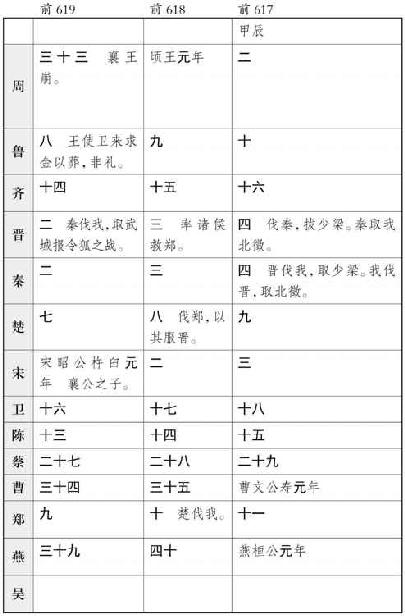 前 619 前 618 前 617
甲辰
周 三十三 襄王 顷王元年 二
崩。
鲁 八 王使卫来求 九 十
金以葬,非礼。
齐 十四 十五 十六
晋 二 秦伐我,取武 三 率诸侯 四 伐秦,拔少梁。秦取我
城报令狐之战。 救郑。 北徵。
秦 二 三 四 晋伐我,取少梁。我伐
晋,取北徵。
楚 七 八 伐郑,以 九
其服晋。
宋 宋昭公杵臼元 二 三
年 襄公之子。
卫 十六 十七 十八
陈 十三 十四 十五
蔡 二十七 二十八 二十九
曹 三十四 三十五 曹文公寿元年
郑 九 十 楚伐我。 十一
燕 三十九 四十 燕桓公元年
吴